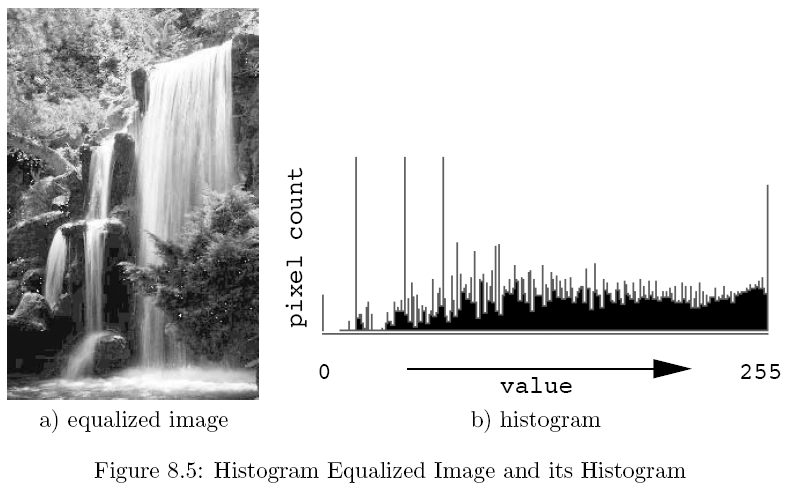 pixel count
0
255
value
a) equalized image
b) histogram
Figure 8.5: Histogram Equalized Image and its Histogram